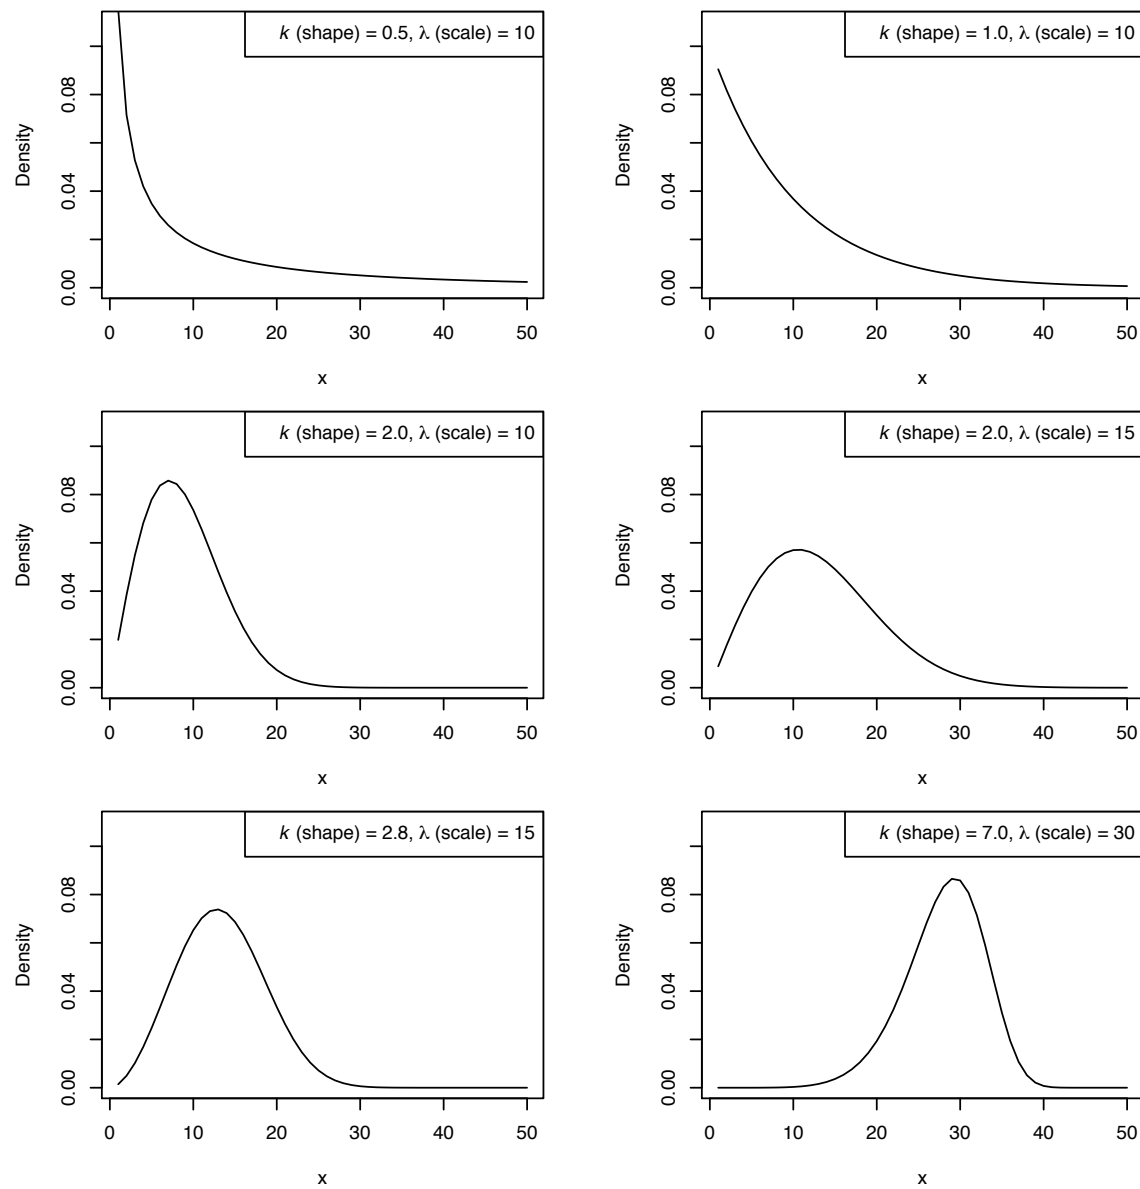 k (shape) = 0.5, λ (scale) = 10
Density
0.00 0.04 0.08
0 10 20 30 40 50
x
k (shape) = 1.0, λ (scale) = 10
Density
0.00 0.04 0.08
0 10 20 30 40 50
x
k (shape) = 2.0, λ (scale) = 10
Density
0.00 0.04 0.08
0 10 20 30 40 50
x
k (shape) = 2.0, λ (scale) = 15
Density
0.00 0.04 0.08
0 10 20 30 40 50
x
k (shape) = 2.8, λ (scale) = 15
Density
0.00 0.04 0.08
0 10 20 30 40 50
x
k (shape) = 7.0, λ (scale) = 30
Density
0.00 0.04 0.08
0 10 20 30 40 50
x